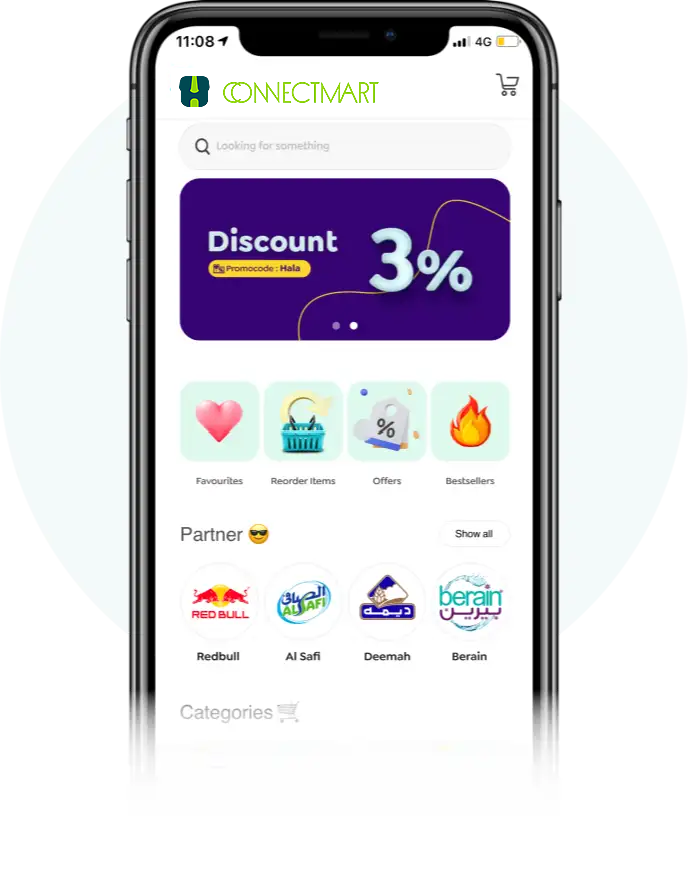 11:08
4G
CONNECTMART
Looking for something
Discount
3%
Promocode : Hala
%
Favourites
Reorder Items
Offers
Bestsellers
Partner 😎
Show all
RED BULL
الصافي
AL SAFI
ديمه
berain
بيرين
Redbull
Al Safi
Deemah
Berain
Categories